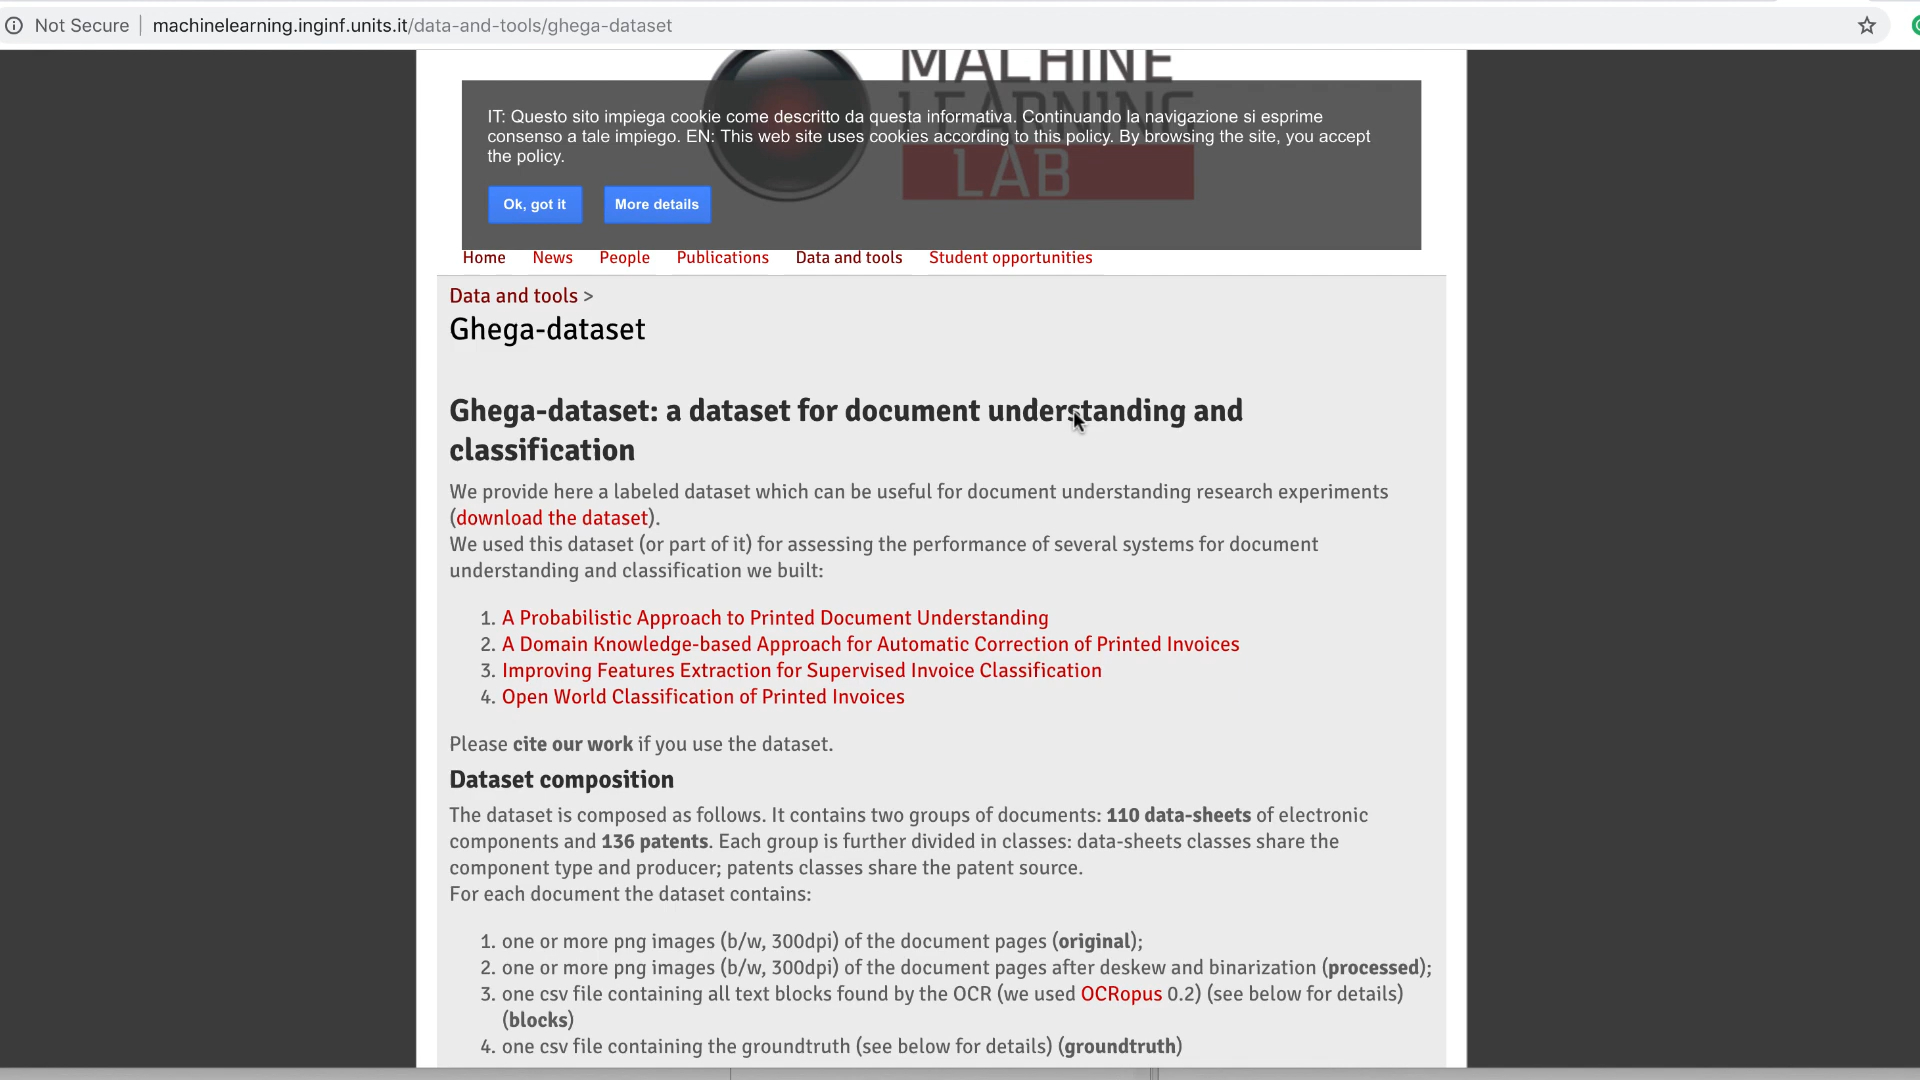 Not Secure machinelearning.inginf.units.it/data-and-tools/ghega-dataset
MACHINE
LEARNING
LAB
IT: Questo sito impiega cookie come descritto da questa informativa. Continuando la navigazione si esprime
consenso a tale impiego. EN: This web site uses cookies according to this policy. By browsing the site, you accept
the policy.
Ok, got it More details
Home News People Publications Data and tools Student opportunities
Data and tools >
Ghega-dataset
Ghega-dataset: a dataset for document understanding and
classification
We provide here a labeled dataset which can be useful for document understanding research experiments
(download the dataset).
We used this dataset (or part of it) for assessing the performance of several systems for document
understanding and classification we built:
1. A Probabilistic Approach to Printed Document Understanding
2. A Domain Knowledge-based Approach for Automatic Correction of Printed Invoices
3. Improving Features Extraction for Supervised Invoice Classification
4. Open World Classification of Printed Invoices
Please cite our work if you use the dataset.
Dataset composition
The dataset is composed as follows. It contains two groups of documents: 110 data-sheets of electronic
components and 136 patents. Each group is further divided in classes: data-sheets classes share the
component type and producer; patents classes share the patent source.
For each document the dataset contains:
1. one or more png images (b/w, 300dpi) of the document pages (original);
2. one or more png images (b/w, 300dpi) of the document pages after deskew and binarization (processed);
3. one csv file containing all text blocks found by the OCR (we used OCRopus 0.2) (see below for details)
(blocks)
4. one csv file containing the groundtruth (see below for details) (groundtruth)